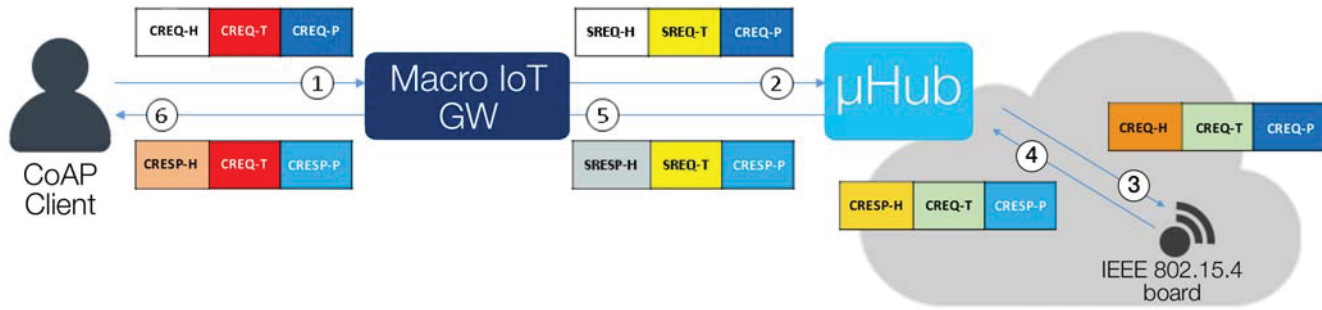 CREQ-H CREQ-T CREQ-P
SREQ-H SREQ-T CREQ-P
1
2
Macro IoT
GW
µHub
6
5
CREQ-H CREQ-T CREQ-P
4
3
CRESP-H CREQ-T CRESP-P
SRESP-H SREQ-T CRESP-P
CRESP-H CREQ-T CRESP-P
CoAP
Client
IEEE 802.15.4
board